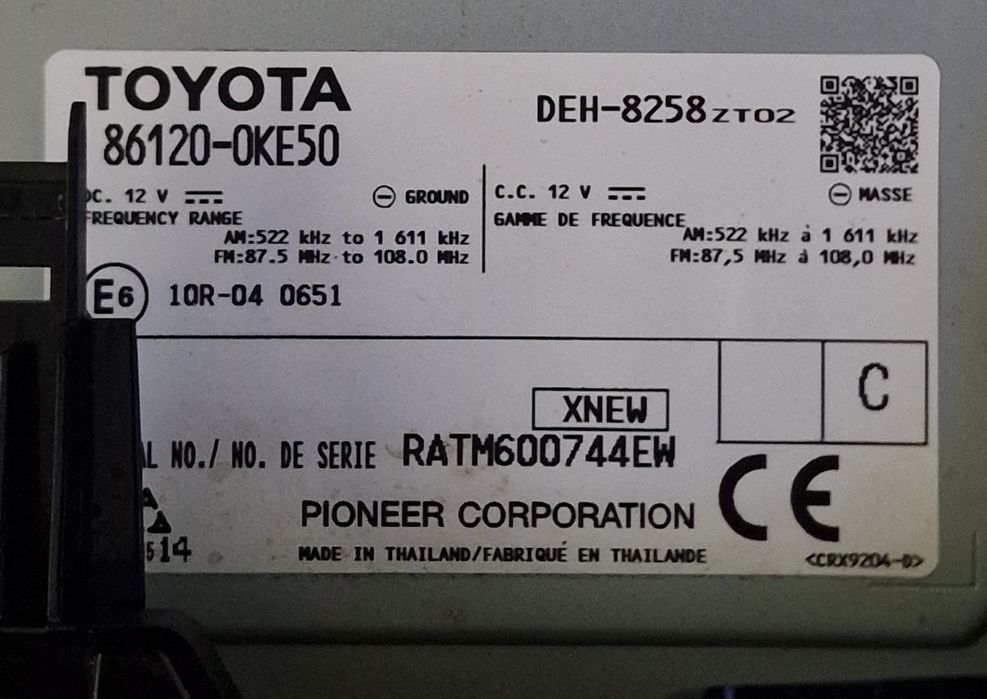 TOYOTA
86120-0KE50
DEH-8258ZT02
DC. 12 V ⎓ ⊖ GROUND
FREQUENCY RANGE
AM:522 kHz to 1 611 kHz
FM:87.5 MHz to 108.0 MHz
C.C. 12 V ⎓ ⊖ MASSE
GAMME DE FREQUENCE
AM:522 kHz à 1 611 kHz
FM:87,5 MHz à 108,0 MHz
E6 10R-04 0651
C
XNEW
AL NO./ NO. DE SERIE RATM600744EW
PIONEER CORPORATION
CE
514
MADE IN THAILAND/FABRIQUÉ EN THAILANDE
<CRX9204-D>